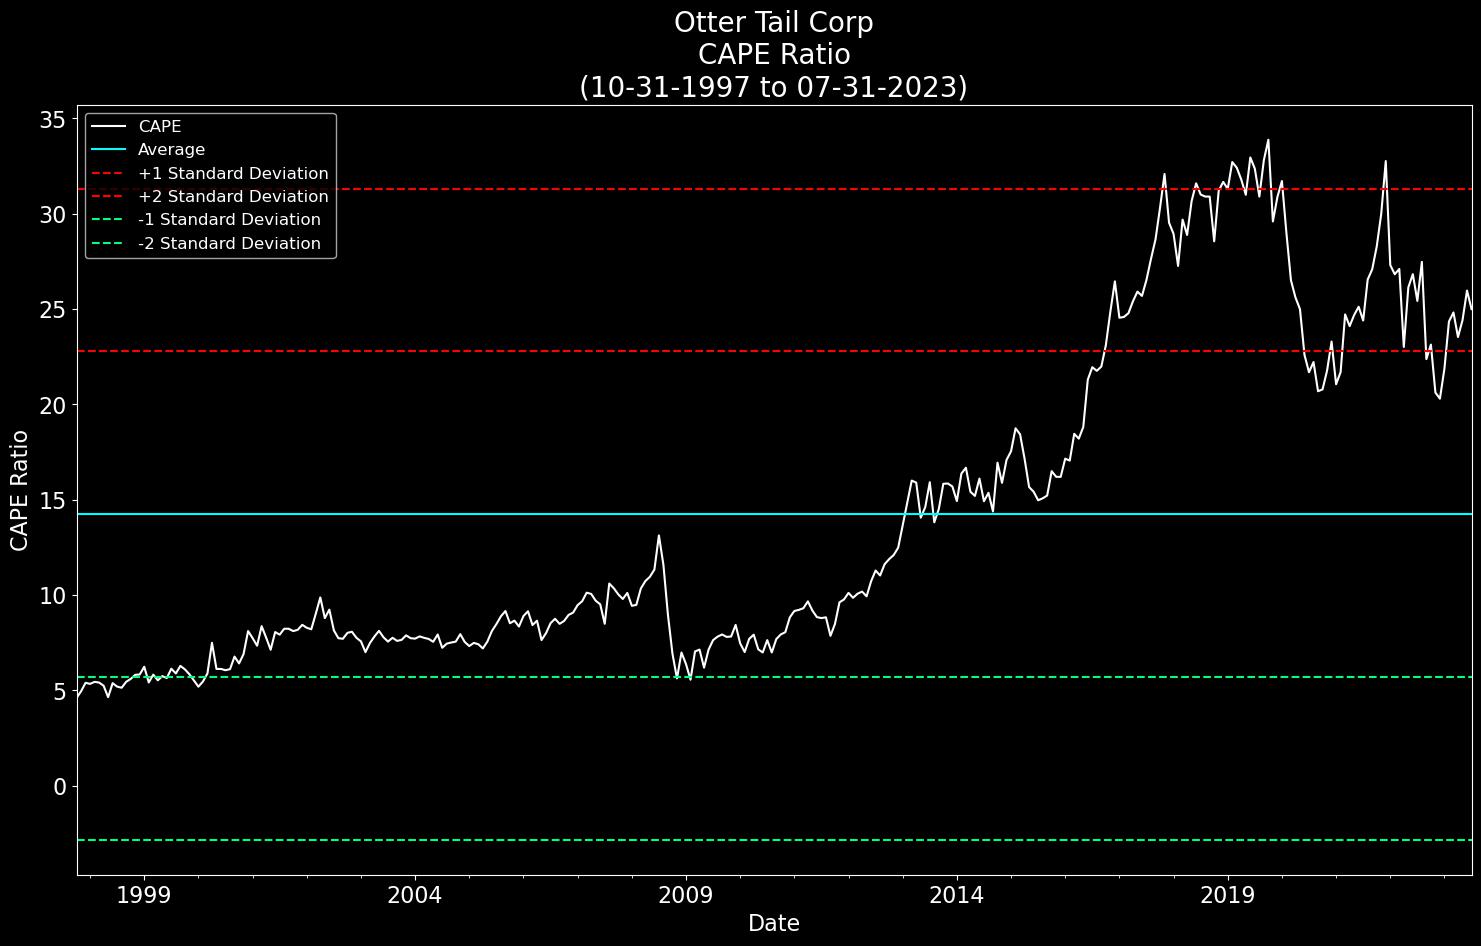 Otter Tail Corp
CAPE Ratio
(10-31-1997 to 07-31-2023)
CAPE
Average
+1 Standard Deviation
+2 Standard Deviation
-1 Standard Deviation
-2 Standard Deviation
35
30
25
20
15
10
5
0
CAPE Ratio
1999
2004
2009
2014
2019
Date